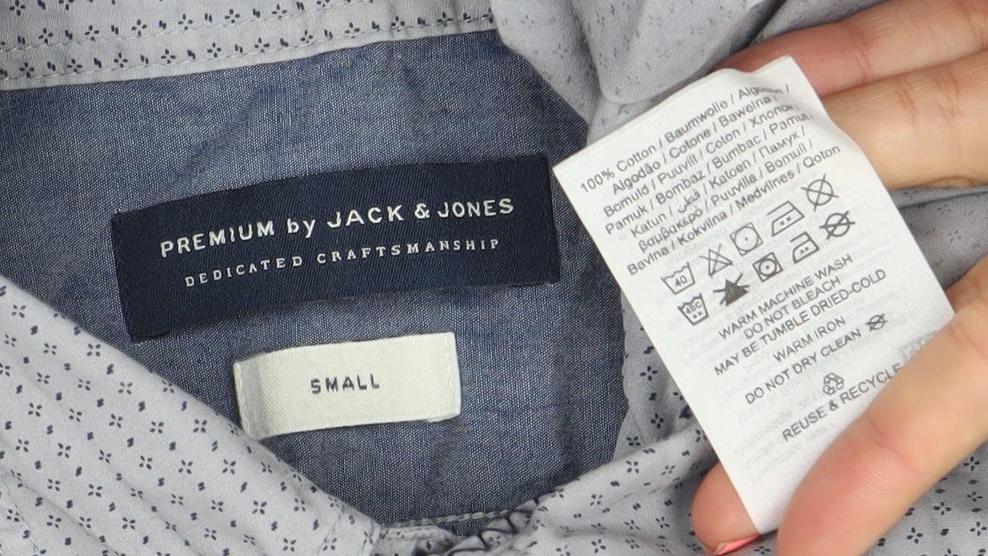 PREMIUM by JACK & JONES
DEDICATED CRAFTSMANSHIP
SMALL
100% Cotton / Baumwolle / Algodón /
Algodão / Cotone / Bawełna /
Bomuld / Puuvill / Coton / Хлопок /
Pamuk / Bombaz / Bumbac / Pamut /
Katun / قطن / Katoen / Памук /
βαμβακερό / Puuvilla / Bomull /
Bavlna / Kokvilna / Medvilnės / Qoton
40
40C
WARM MACHINE WASH
DO NOT BLEACH
MAY BE TUMBLE DRIED-COLD
WARM IRON
DO NOT DRY CLEAN
REUSE & RECYCLE